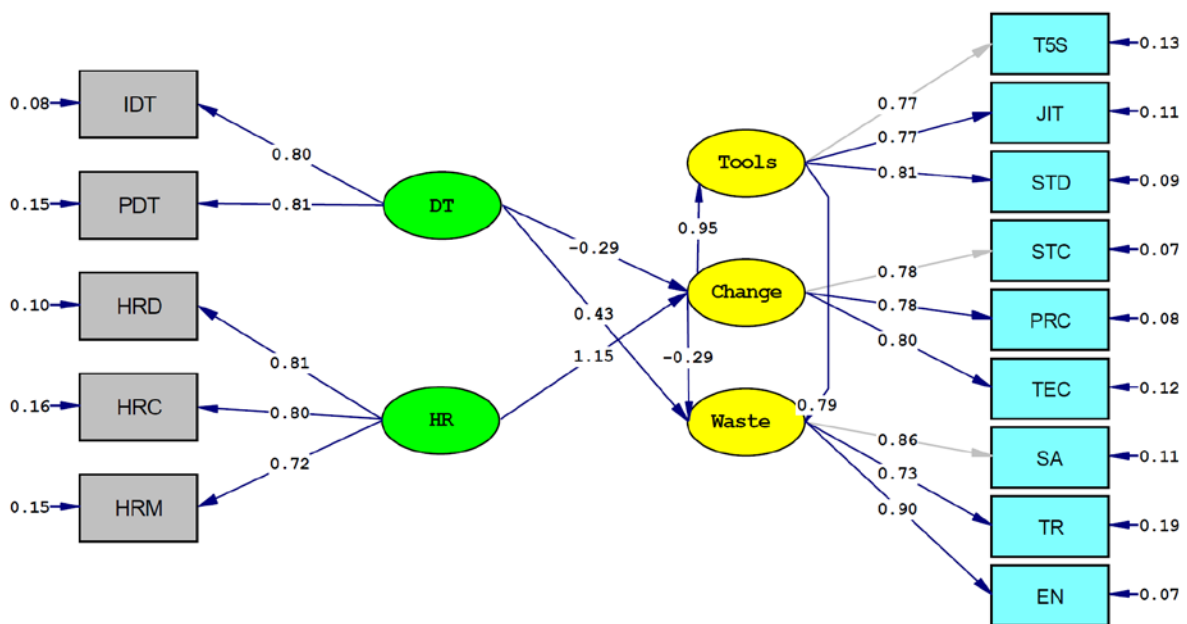 0.08
IDT
0.15
PDT
0.10
HRD
0.16
HRC
0.15
HRM
0.80
0.81
0.81
0.80
0.72
DT
HR
-0.29
0.43
1.15
Tools
0.95
Change
-0.29
Waste
0.79
0.77
0.77
0.81
0.78
0.78
0.80
0.86
0.73
0.90
T5S
0.13
JIT
0.11
STD
0.09
STC
0.07
PRC
0.08
TEC
0.12
SA
0.11
TR
0.19
EN
0.07